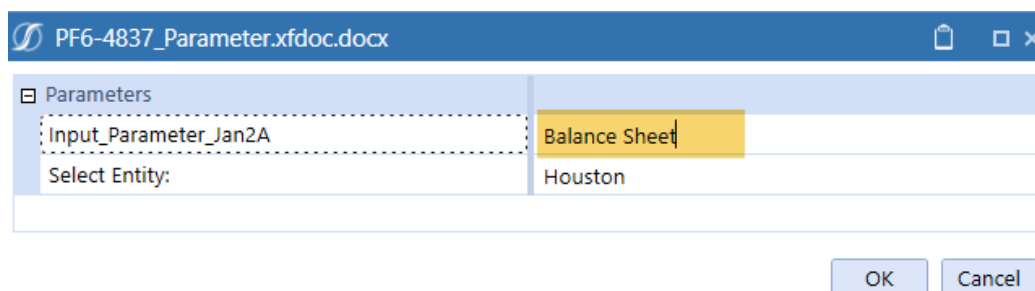 PF6-4837_Parameter.xfdoc.docx
Parameters
Input_Parameter_Jan2A Balance Sheet
Select Entity: Houston
OK Cancel